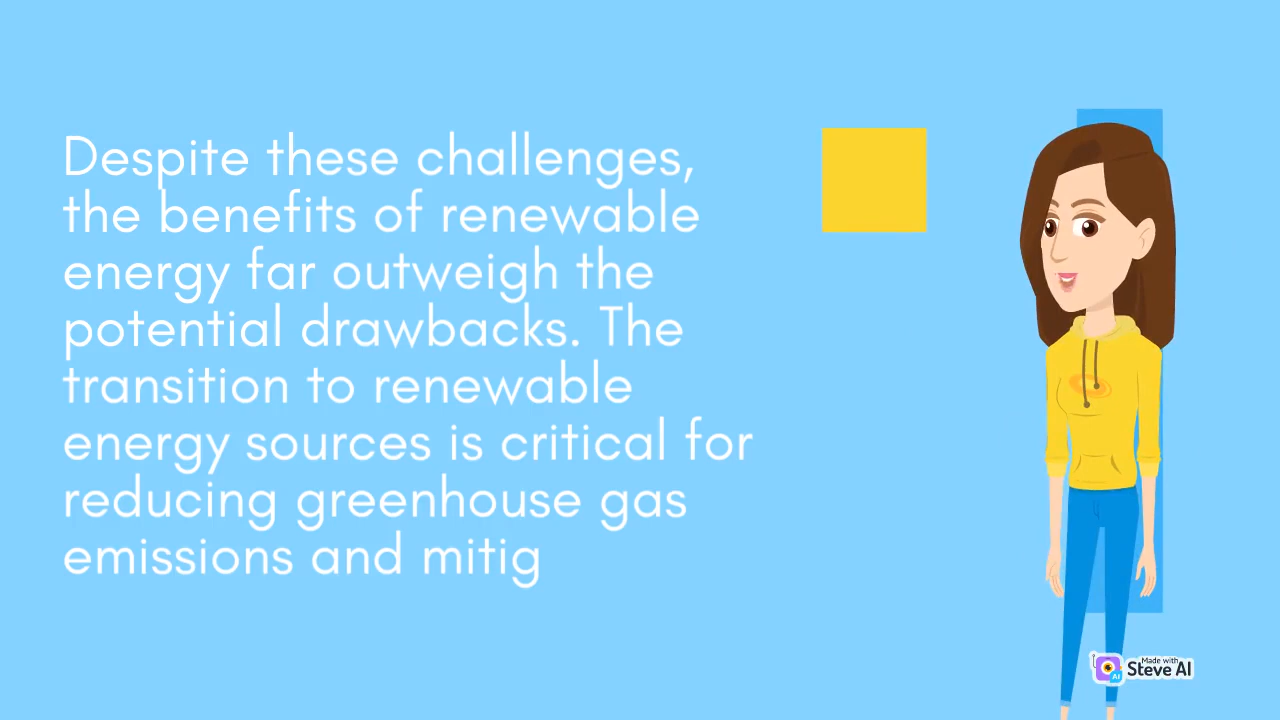 Despite these challenges,
the benefits of renewable
energy far outweigh the
potential drawbacks. The
transition to renewable
energy sources is critical for
reducing greenhouse gas
emissions and mitig
Made with
Steve AI
AI